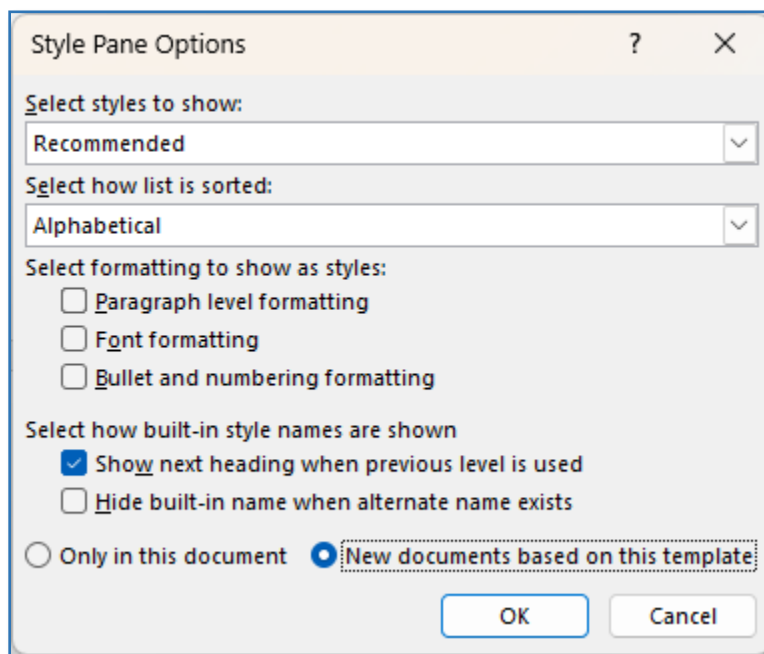 Style Pane Options ?
Select styles to show:
Recommended
Select how list is sorted:
Alphabetical
Select formatting to show as styles:
Paragraph level formatting
Font formatting
Bullet and numbering formatting
Select how built-in style names are shown
Show next heading when previous level is used
Hide built-in name when alternate name exists
Only in this document New documents based on this template
OK Cancel